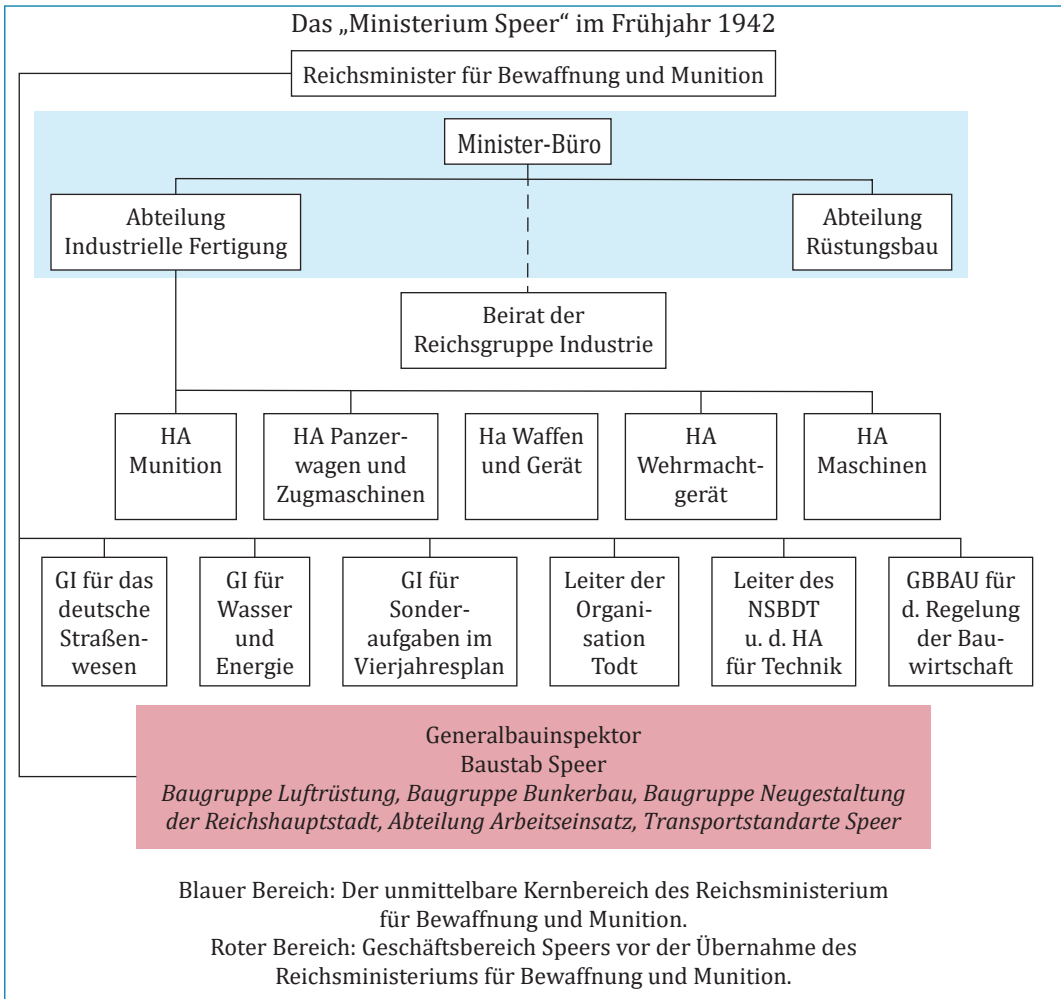 Das „Ministerium Speer“ im Frühjahr 1942
Reichsminister für Bewaffnung und Munition
Minister-Büro
Abteilung
Industrielle Fertigung
Abteilung
Rüstungsbau
Beirat der
Reichsgruppe Industrie
HA
Munition
HA Panzer-
wagen und
Zugmaschinen
Ha Waffen
und Gerät
HA
Wehrmacht-
gerät
HA
Maschinen
GI für das
deutsche
Straßen-
wesen
GI für
Wasser
und
Energie
GI für
Sonder-
aufgaben im
Vierjahresplan
Leiter der
Organi-
sation
Todt
Leiter des
NSBDT
u. d. HA
für Technik
GBBAU für
d. Regelung
der Bau-
wirtschaft
Generalbauinspektor
Baustab Speer
Baugruppe Luftrüstung, Baugruppe Bunkerbau, Baugruppe Neugestaltung
der Reichshauptstadt, Abteilung Arbeitseinsatz, Transportstandarte Speer
Blauer Bereich: Der unmittelbare Kernbereich des Reichsministerium
für Bewaffnung und Munition.
Roter Bereich: Geschäftsbereich Speers vor der Übernahme des
Reichsministeriums für Bewaffnung und Munition.